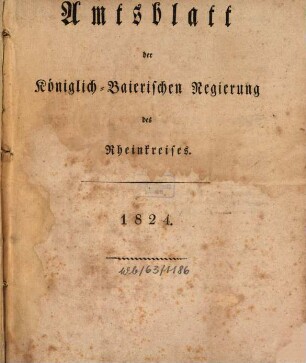 Amtsblatt
der
Königlich-Baierischen Regierung
des
Rheinkreises.
1824.